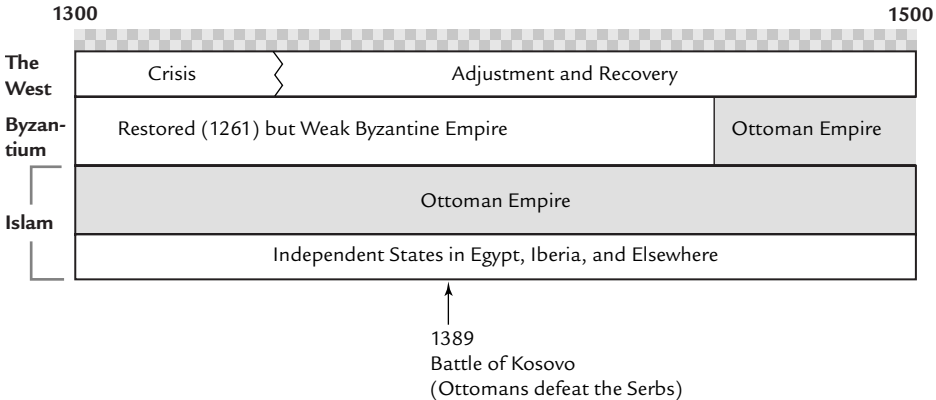 1300 1500
The
West
Crisis Adjustment and Recovery
Byzan-
tium
Restored (1261) but Weak Byzantine Empire Ottoman Empire
Islam
Ottoman Empire
Independent States in Egypt, Iberia, and Elsewhere
1389
Battle of Kosovo
(Ottomans defeat the Serbs)